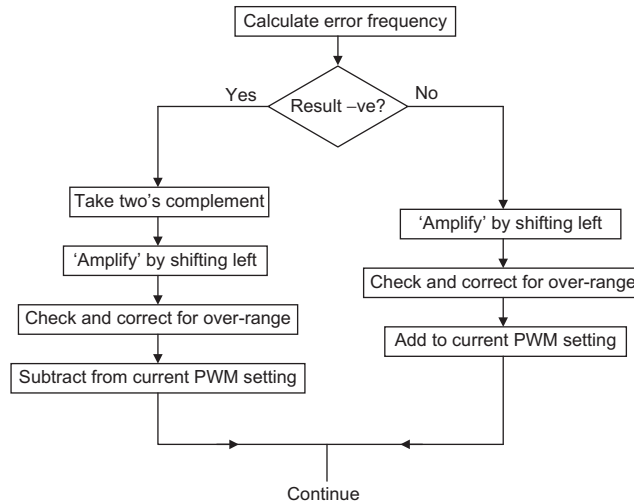 Calculate error frequency
Yes
Result –ve?
No
Take two's complement
'Amplify' by shifting left
Check and correct for over-range
Subtract from current PWM setting
'Amplify' by shifting left
Check and correct for over-range
Add to current PWM setting
Continue